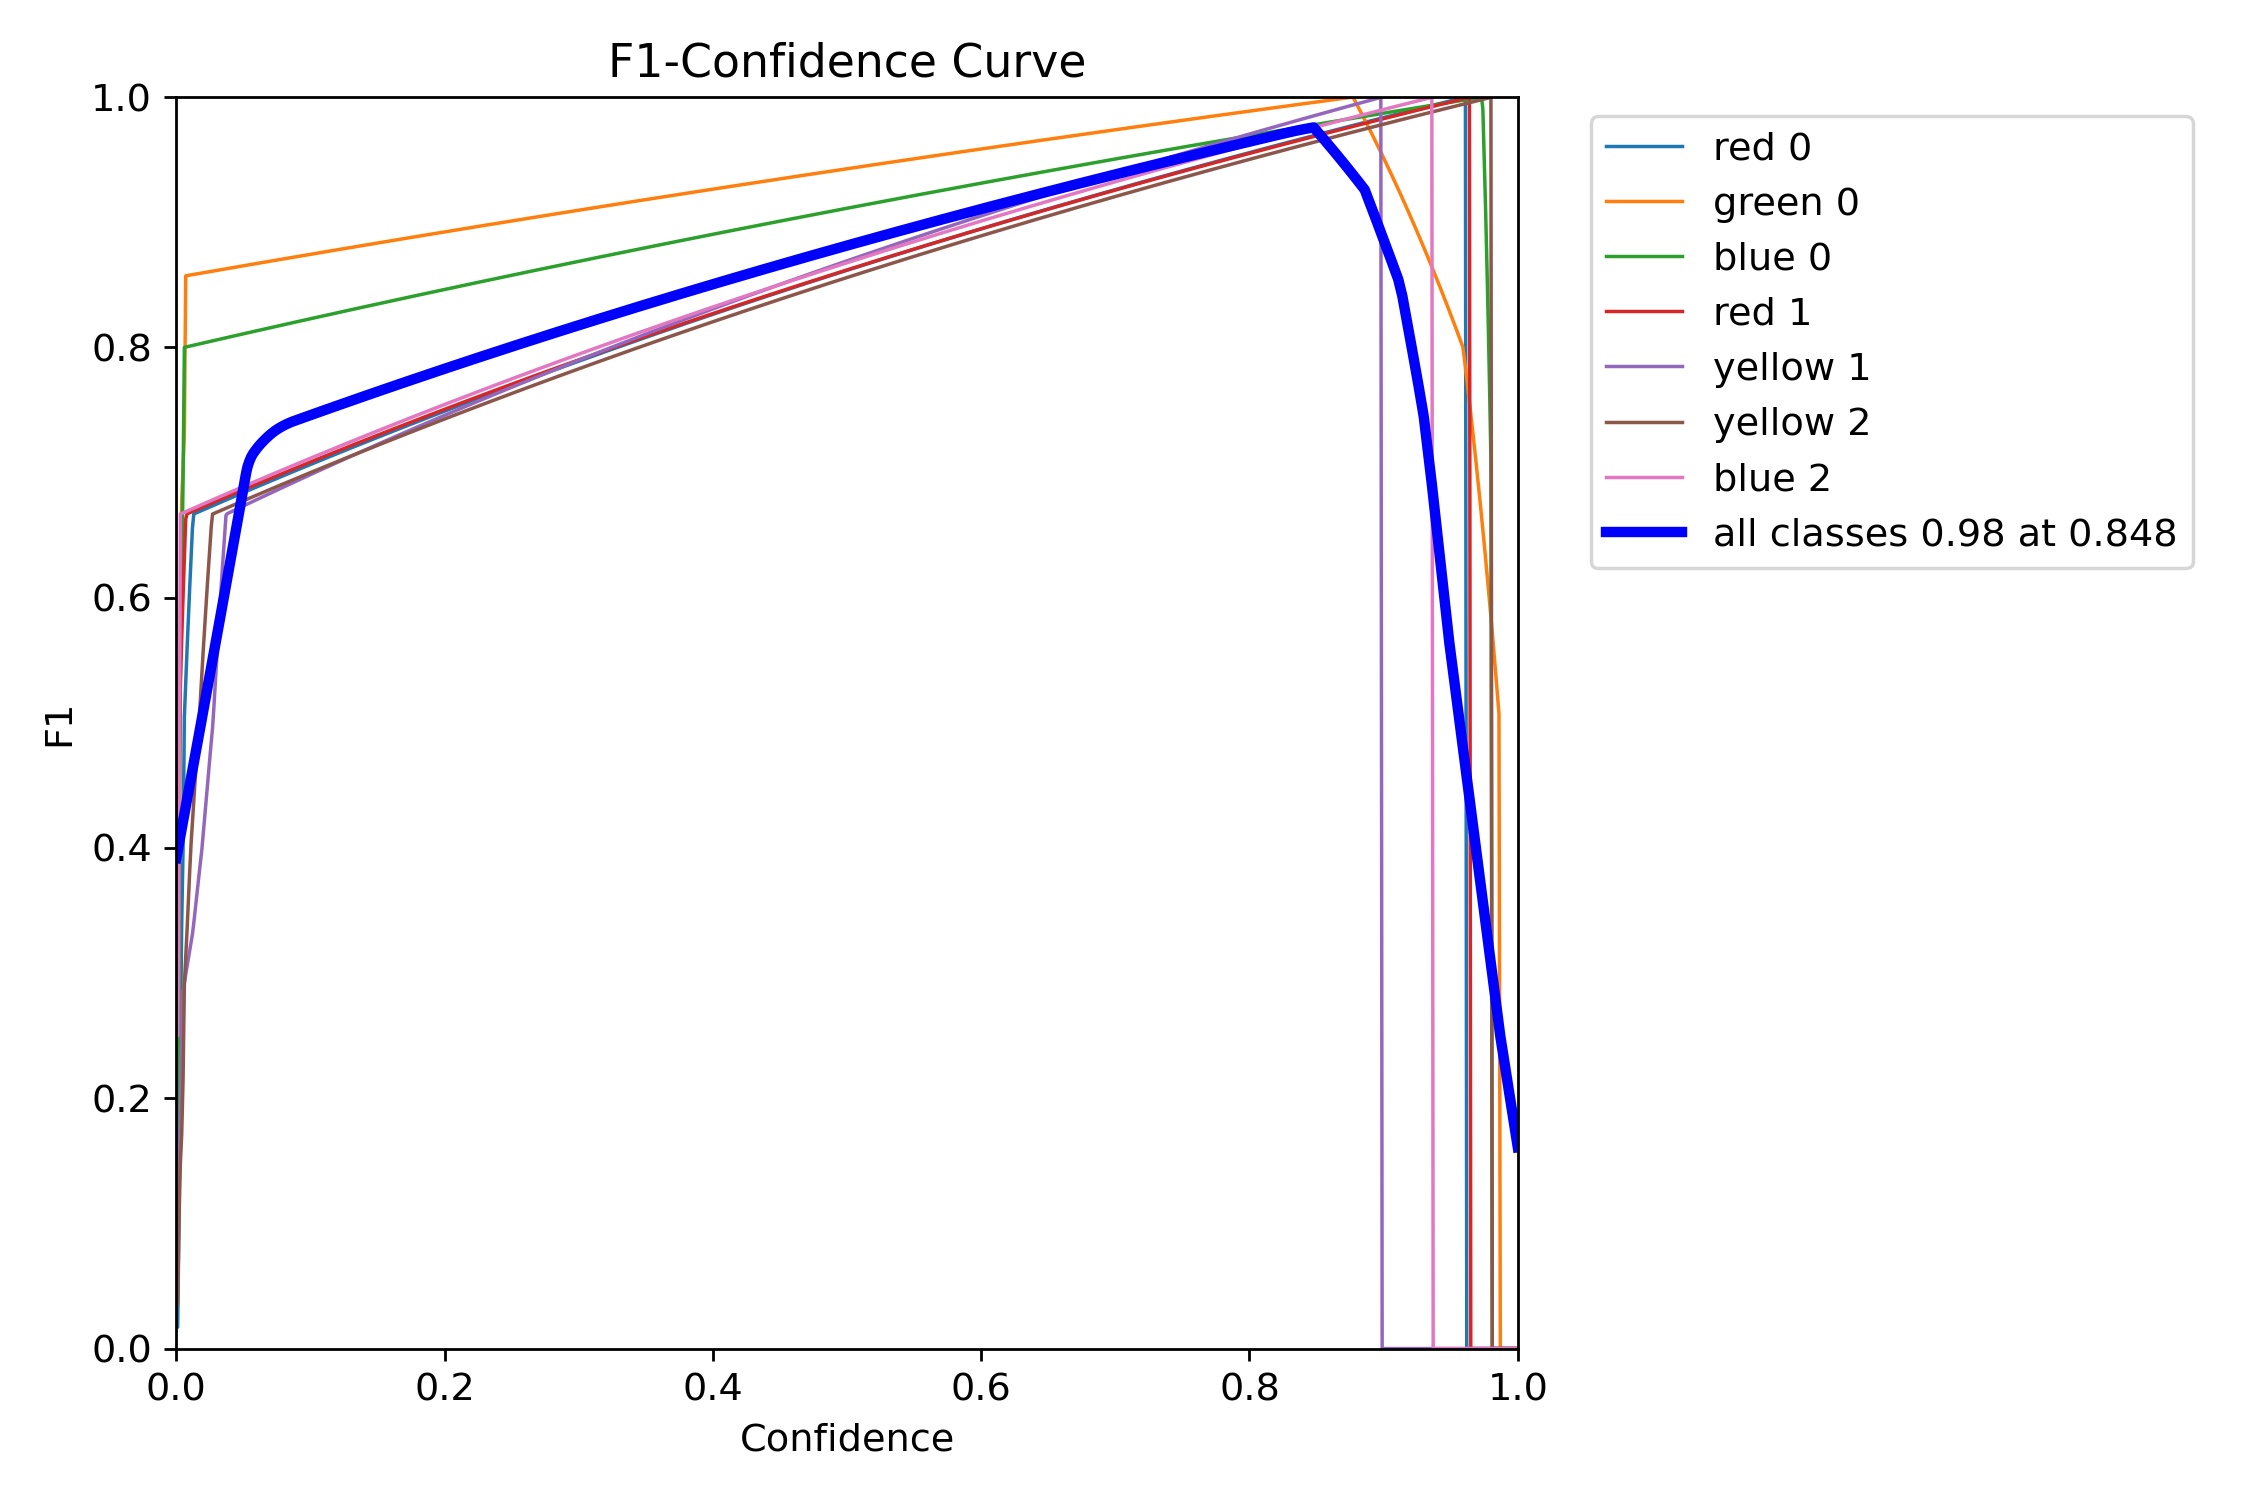 F1-Confidence Curve
1.0
0.8
0.6
0.4
0.2
0.0
F1
0.0 0.2 0.4 0.6 0.8 1.0
Confidence
red 0
green 0
blue 0
red 1
yellow 1
yellow 2
blue 2
all classes 0.98 at 0.848